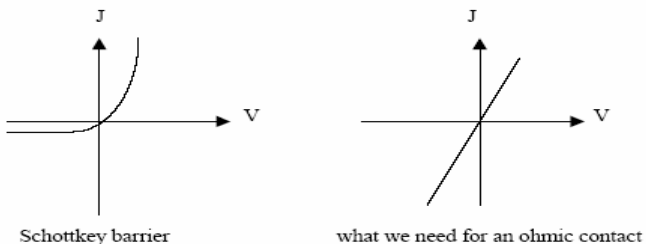 J
J
V
V
Schottkey barrier
what we need for an ohmic contact